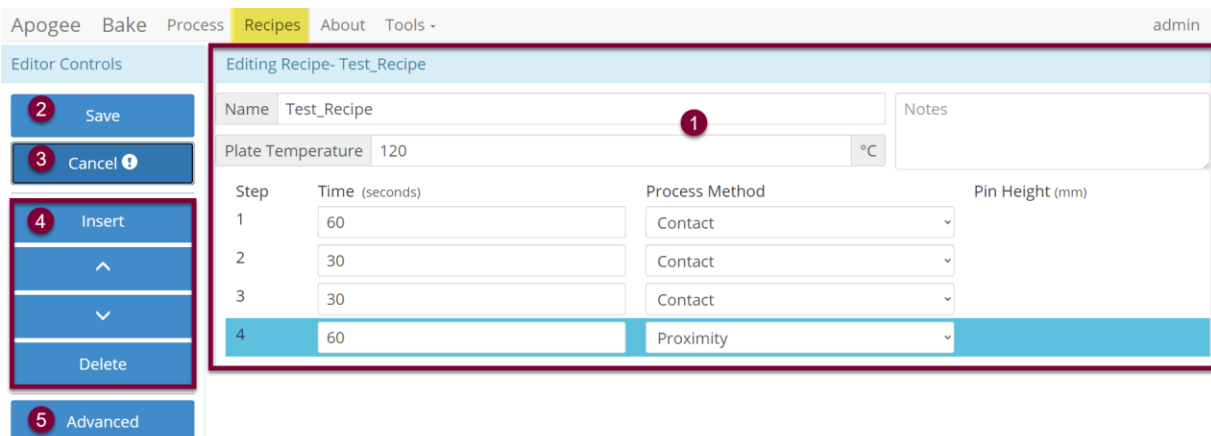 Apogee Bake Process Recipes About Tools admin
Editor Controls
Editing Recipe- Test_Recipe
2 Save
3 Cancel
4 Insert
Delete
5 Advanced
1
Name Test_Recipe
Notes
Plate Temperature 120 °C
Step Time (seconds) Process Method Pin Height (mm)
1 60 Contact
2 30 Contact
3 30 Contact
4 60 Proximity